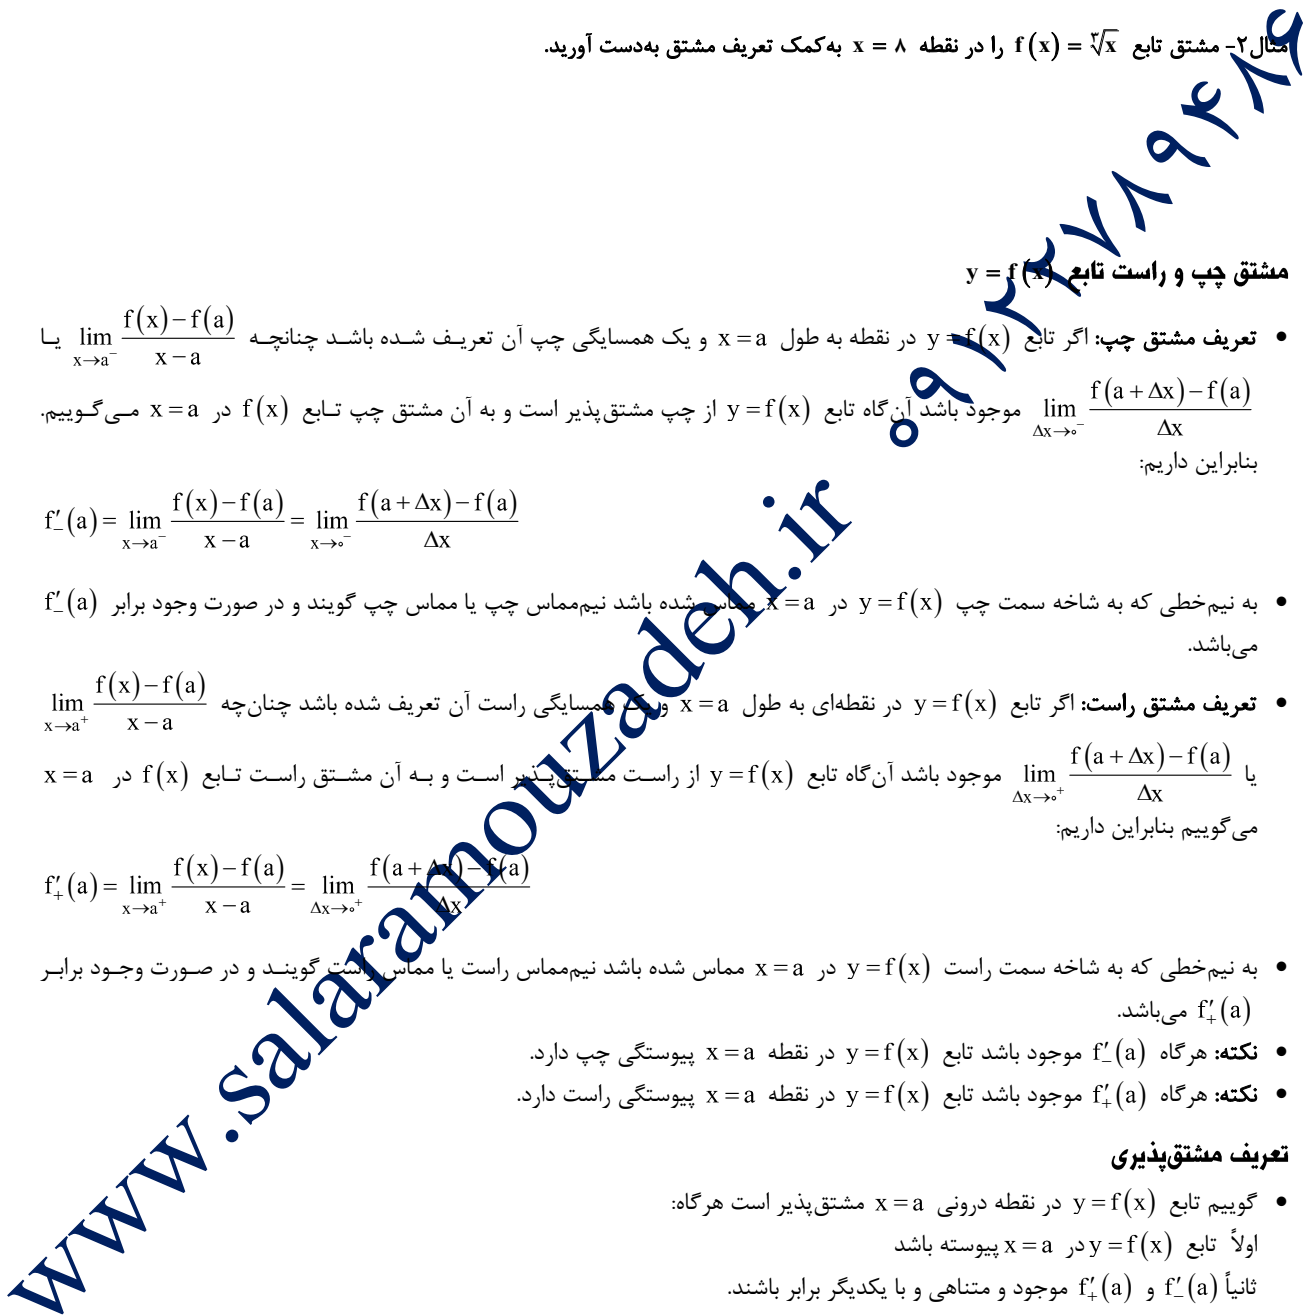 مثال۲- مشتق تابع f(x) = ∛x را در نقطه x = ۸ به‌کمک تعریف مشتق به‌دست آورید.
مشتق چپ و راست تابع y = f(x)
• تعریف مشتق چپ: اگر تابع y = f(x) در نقطه به طول x = a و یک همسایگی چپ آن تعریف شده باشد چنانچه lim_{x→a⁻} (f(x) − f(a))/(x − a) یا
lim_{Δx→۰⁻} (f(a + Δx) − f(a))/Δx موجود باشد آن‌گاه تابع y = f(x) از چپ مشتق‌پذیر است و به آن مشتق چپ تابع f(x) در x = a می‌گوییم.
بنابراین داریم:
f′₋(a) = lim_{x→a⁻} (f(x) − f(a))/(x − a) = lim_{x→۰⁻} (f(a + Δx) − f(a))/Δx
• به نیم‌خطی که به شاخه سمت چپ y = f(x) در x = a مماس شده باشد نیم‌مماس چپ یا مماس چپ گویند و در صورت وجود برابر f′₋(a)
می‌باشد.
• تعریف مشتق راست: اگر تابع y = f(x) در نقطه‌ای به طول x = a و یک همسایگی راست آن تعریف شده باشد چنان‌چه lim_{x→a⁺} (f(x) − f(a))/(x − a)
یا lim_{Δx→۰⁺} (f(a + Δx) − f(a))/Δx موجود باشد آن‌گاه تابع y = f(x) از راست مشتق‌پذیر است و به آن مشتق راست تابع f(x) در x = a
می‌گوییم بنابراین داریم:
f′₊(a) = lim_{x→a⁺} (f(x) − f(a))/(x − a) = lim_{Δx→۰⁺} (f(a + Δx) − f(a))/Δx
• به نیم‌خطی که به شاخه سمت راست y = f(x) در x = a مماس شده باشد نیم‌مماس راست یا مماس راست گویند و در صورت وجود برابر
f′₊(a) می‌باشد.
• نکته: هرگاه f′₋(a) موجود باشد تابع y = f(x) در نقطه x = a پیوستگی چپ دارد.
• نکته: هرگاه f′₊(a) موجود باشد تابع y = f(x) در نقطه x = a پیوستگی راست دارد.
تعریف مشتق‌پذیری
• گوییم تابع y = f(x) در نقطه درونی x = a مشتق‌پذیر است هرگاه:
اولاً تابع y = f(x) در x = a پیوسته باشد
ثانیاً f′₋(a) و f′₊(a) موجود و متناهی و با یکدیگر برابر باشند.
www.salaramouzadeh.ir ۰۹۱۲۲۷۸۹۴۸۶